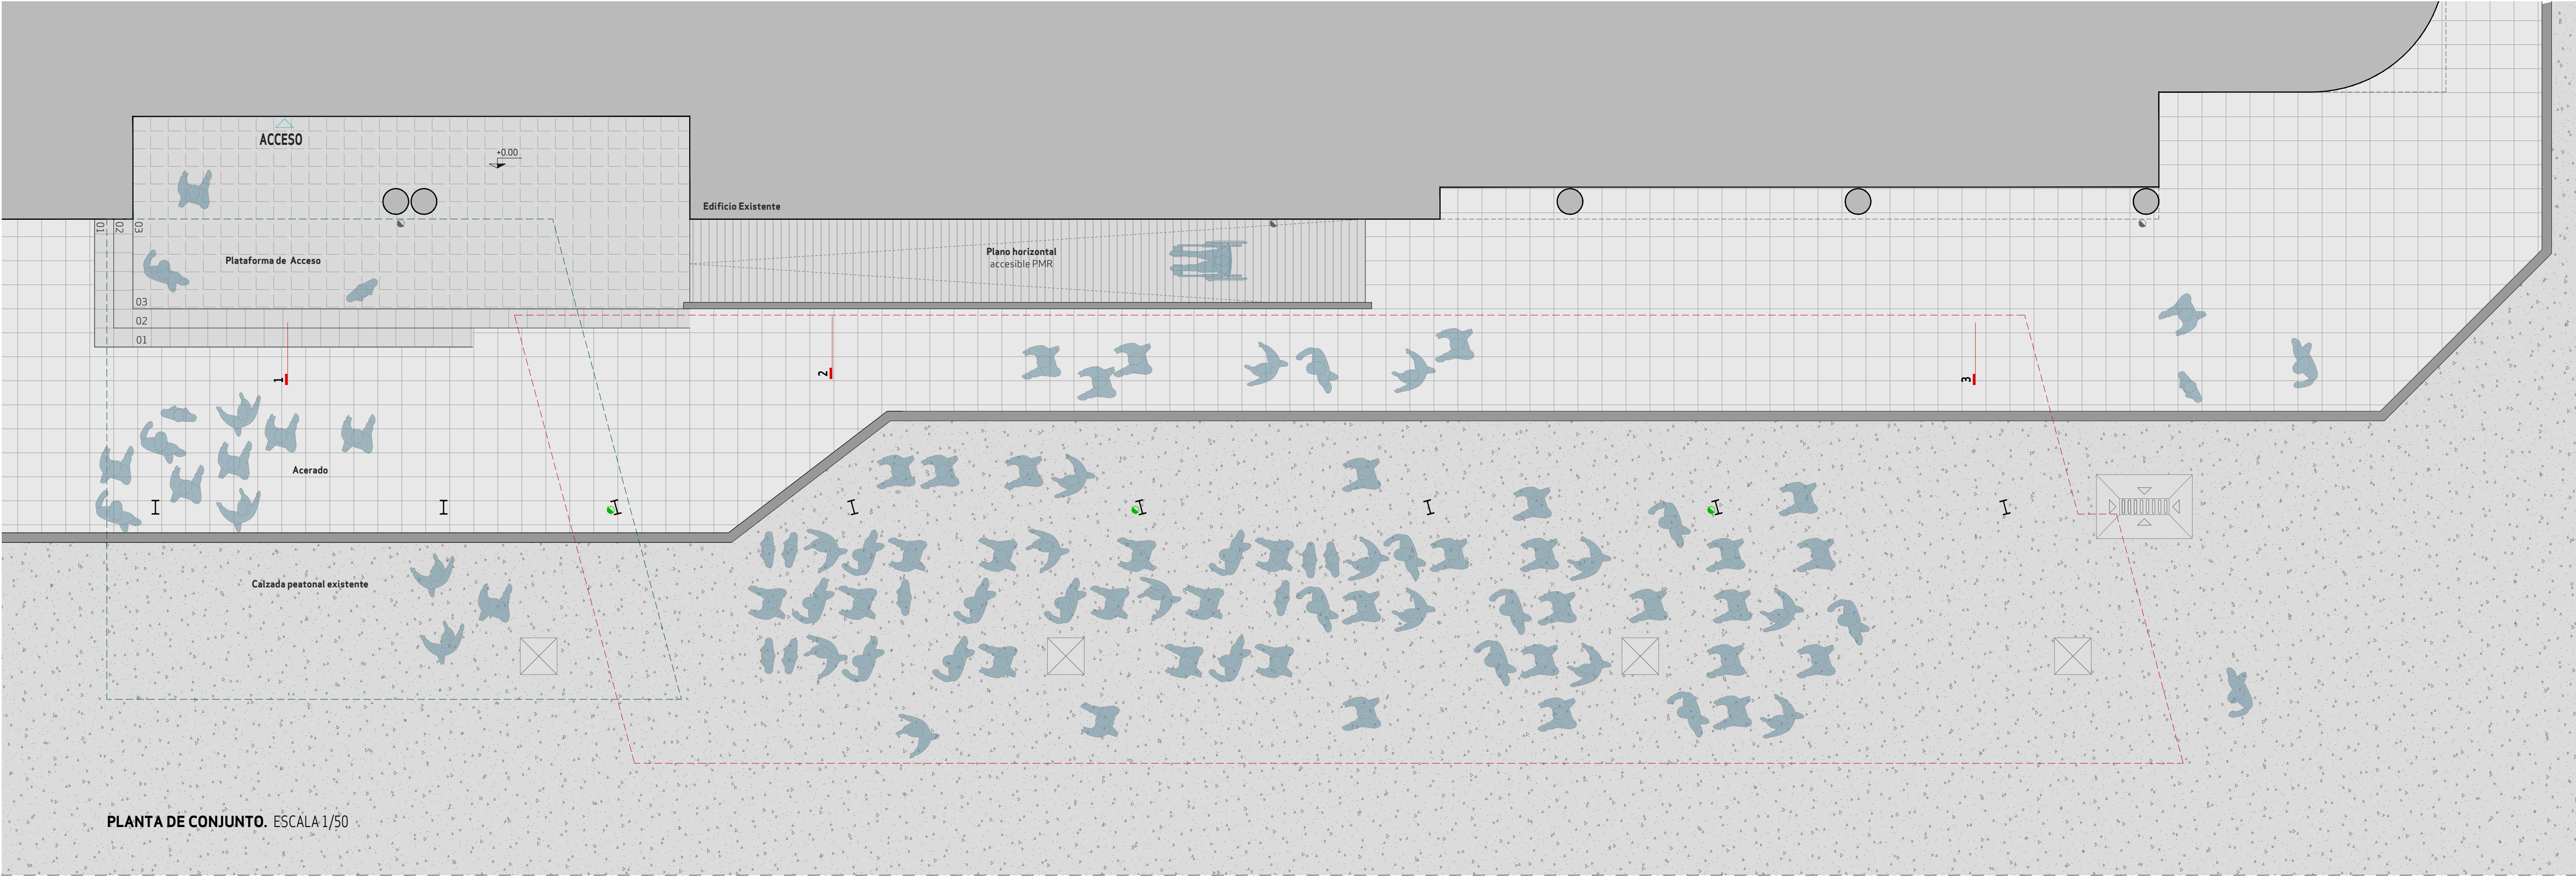 ACCESO
+0.00
Edificio Existente
01
02
03
Plataforma de Acceso
Plano horizontal
accesible PMR
03
02
01
1
2
3
Acerado
Calzada peatonal existente
PLANTA DE CONJUNTO. ESCALA 1/50